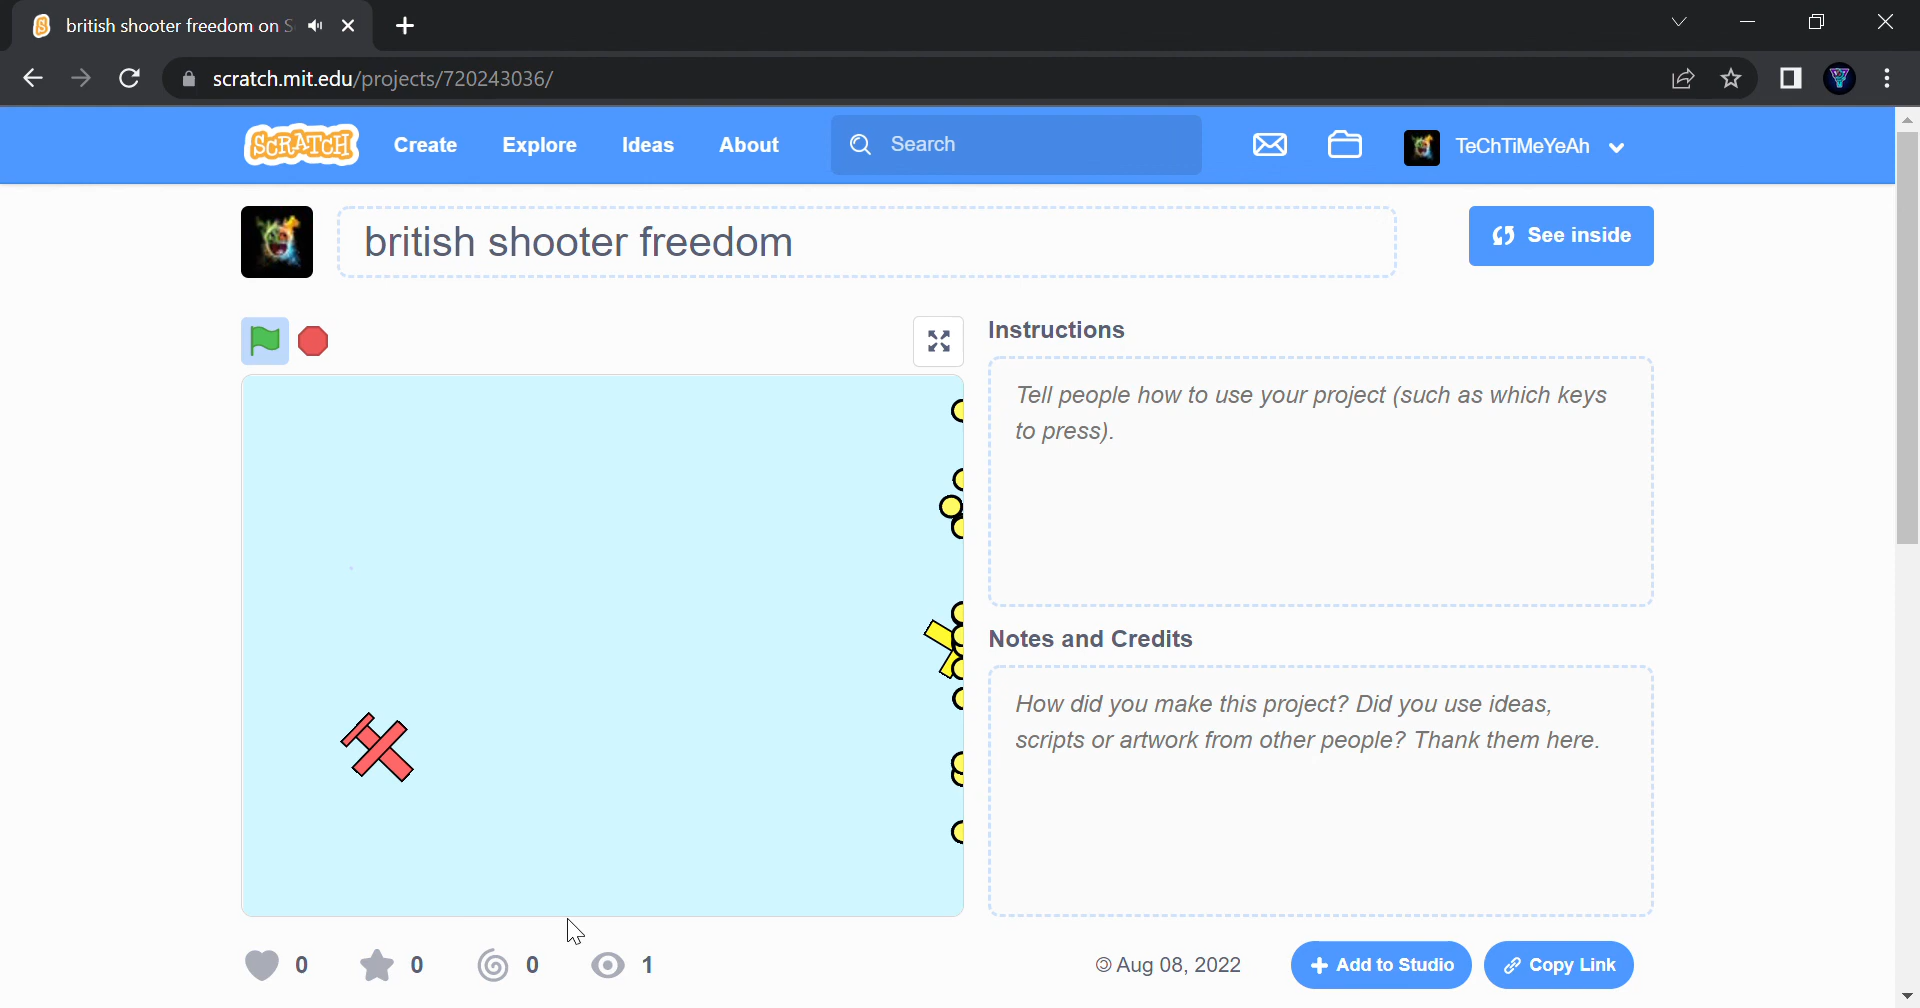 british shooter freedom on S
scratch.mit.edu/projects/720243036/
SCRATCH
Create
Explore
Ideas
About
Search
TeChTiMeYeAh
british shooter freedom
See inside
Instructions
Tell people how to use your project (such as which keys
to press).
Notes and Credits
How did you make this project? Did you use ideas,
scripts or artwork from other people? Thank them here.
0
0
0
1
© Aug 08, 2022
Add to Studio
Copy Link